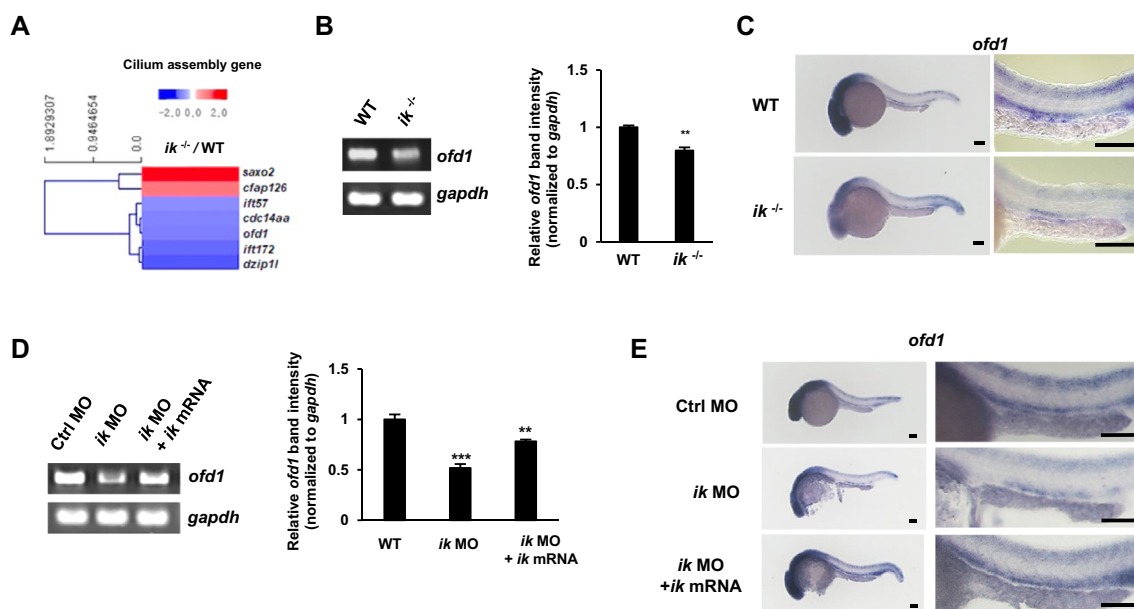 A
Cilium assembly gene
-2.0 0.0 2.0
1.8929307
0.9464654
0.0
ik -/- / WT
saxo2
cfap126
ift57
cdc14aa
ofd1
ift172
dzip1l
B
WT
ik -/-
ofd1
gapdh
Relative ofd1 band intensity
(normalized to gapdh)
1.5
1
0.5
0
**
WT
ik -/-
C
ofd1
WT
ik -/-
D
Ctrl MO
ik MO
ik MO
+ ik mRNA
ofd1
gapdh
Relative ofd1 band intensity
(normalized to gapdh)
1.5
1
0.5
0
***
**
WT
ik MO
ik MO
+ ik mRNA
E
ofd1
Ctrl MO
ik MO
ik MO
+ik mRNA